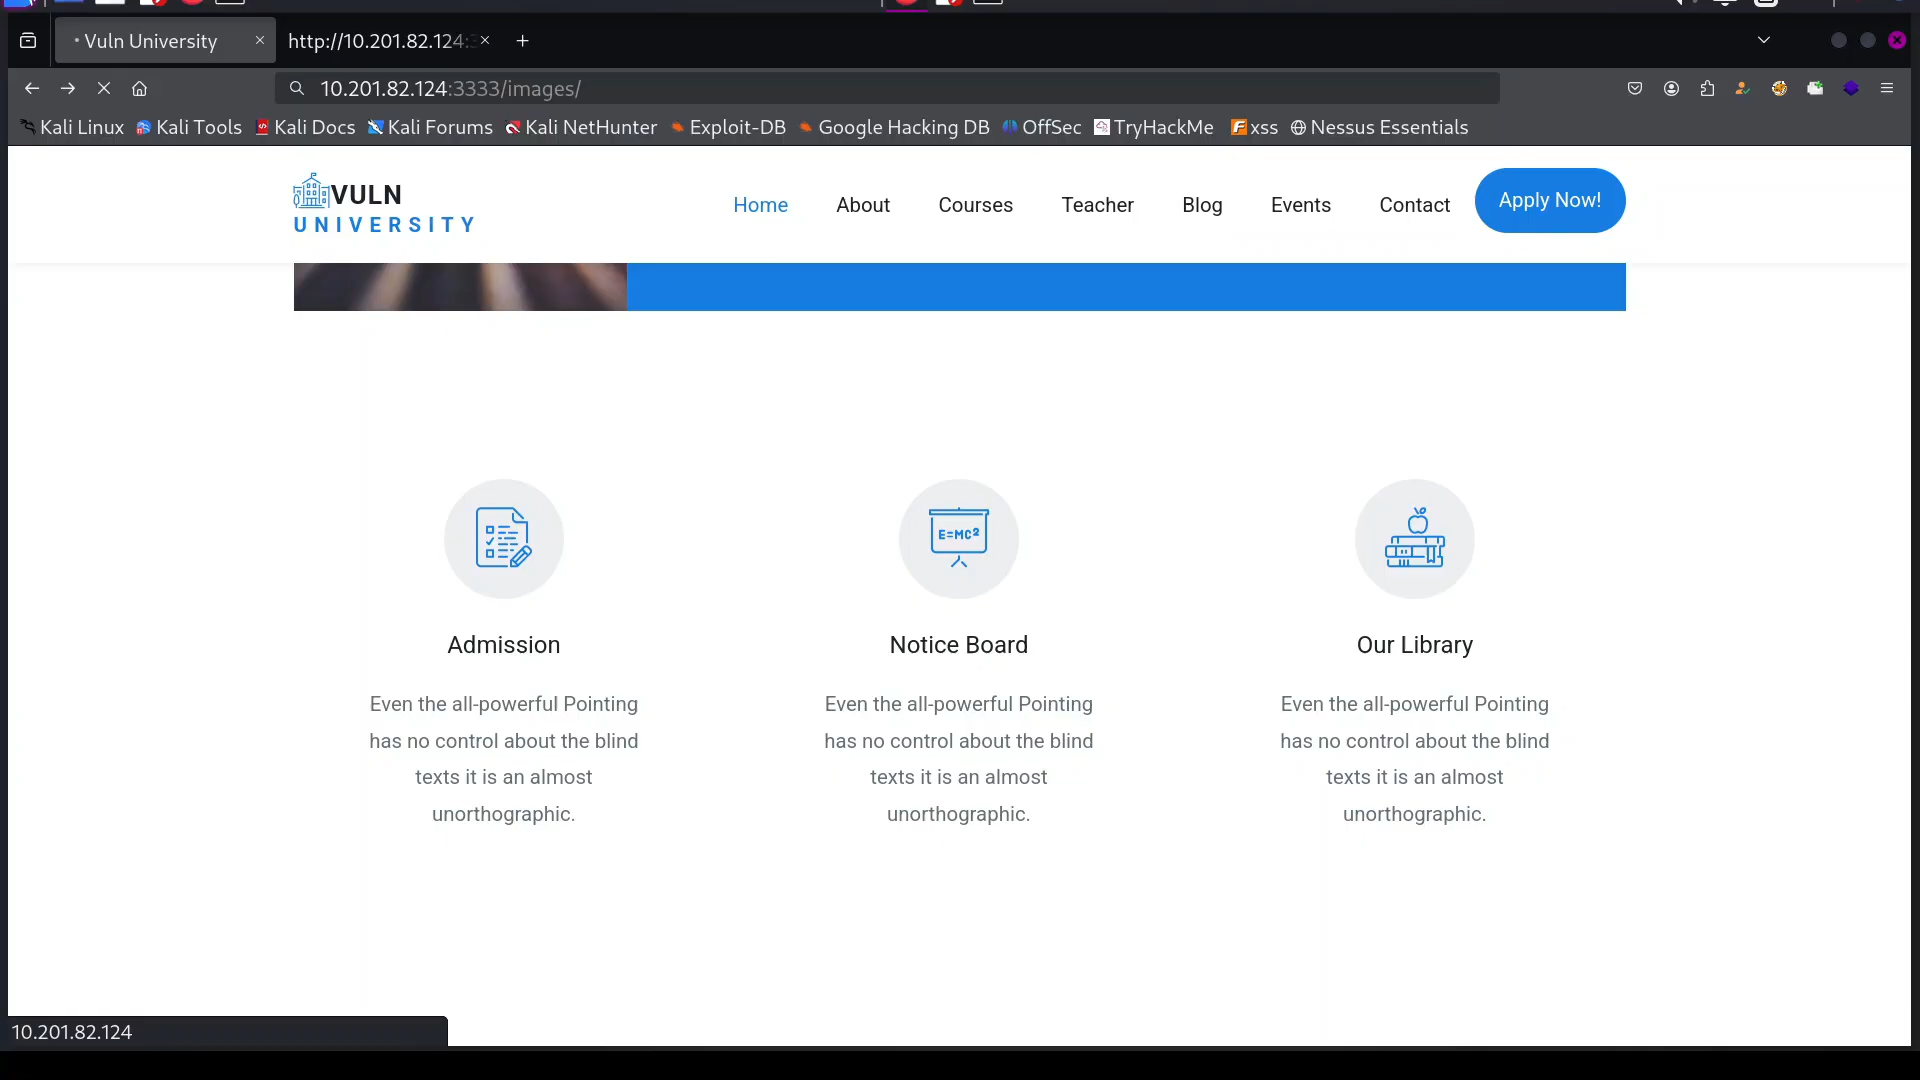 Vuln University
http://10.201.82.124:3
10.201.82.124:3333/images/
Kali Linux Kali Tools Kali Docs Kali Forums Kali NetHunter Exploit-DB Google Hacking DB OffSec TryHackMe xss Nessus Essentials
VULN
UNIVERSITY
Home About Courses Teacher Blog Events Contact Apply Now!
E=MC²
Admission
Even the all-powerful Pointing
has no control about the blind
texts it is an almost
unorthographic.
Notice Board
Even the all-powerful Pointing
has no control about the blind
texts it is an almost
unorthographic.
Our Library
Even the all-powerful Pointing
has no control about the blind
texts it is an almost
unorthographic.
10.201.82.124